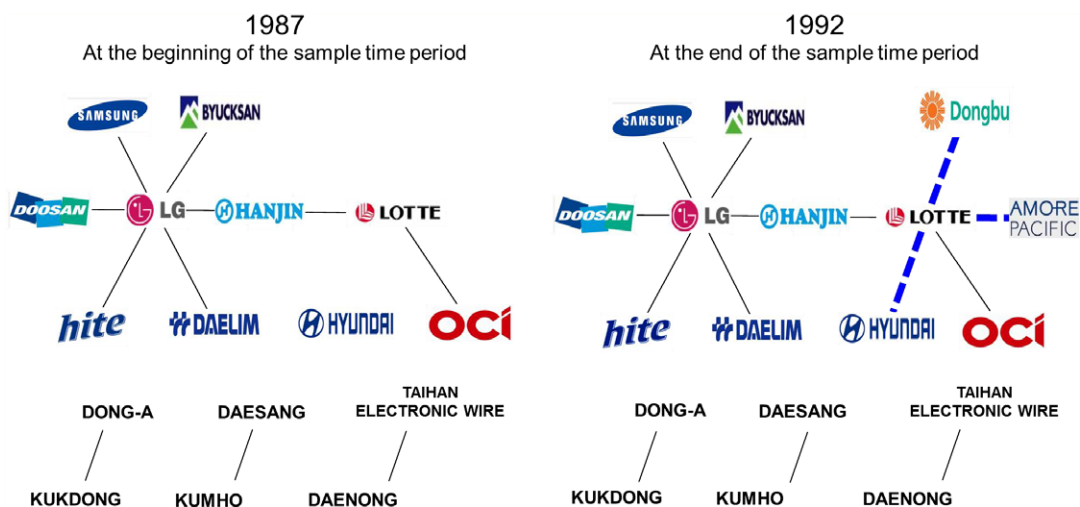 1987
At the beginning of the sample time period
SAMSUNG
BYUCKSAN
DOOSAN
LG
HANJIN
LOTTE
hite
DAELIM
HYUNDAI
OCI
DONG-A
DAESANG
TAIHAN
ELECTRONIC WIRE
KUKDONG
KUMHO
DAENONG
1992
At the end of the sample time period
SAMSUNG
BYUCKSAN
Dongbu
DOOSAN
LG
HANJIN
LOTTE
AMORE
PACIFIC
hite
DAELIM
HYUNDAI
OCI
DONG-A
DAESANG
TAIHAN
ELECTRONIC WIRE
KUKDONG
KUMHO
DAENONG